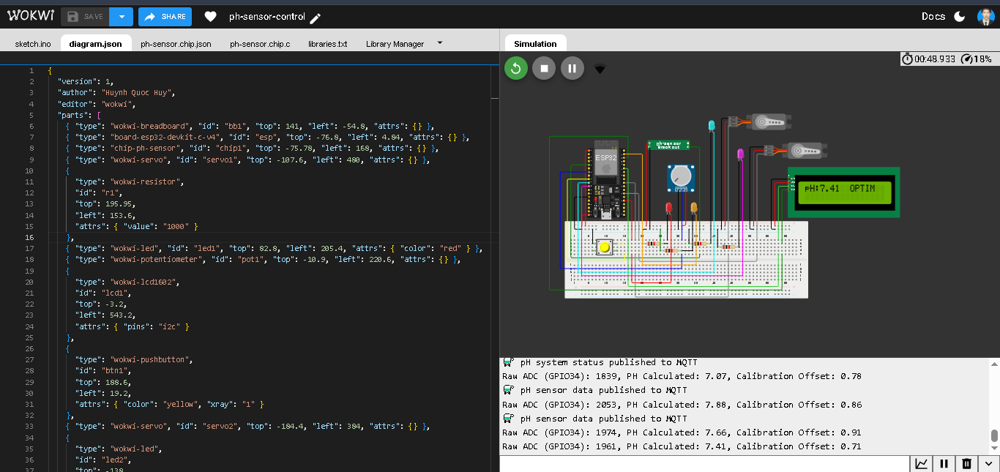 WOKWI
SAVE
SHARE
ph-sensor-control
Docs
sketch.ino
diagram.json
ph-sensor.chip.json
ph-sensor.chip.c
libraries.txt
Library Manager
1 {
2 "version": 1,
3 "author": "Huynh Quoc Huy",
4 "editor": "wokwi",
5 "parts": [
6 { "type": "wokwi-breadboard", "id": "bb1", "top": 141, "left": -54.8, "attrs": {} },
7 { "type": "board-esp32-devkit-c-v4", "id": "esp", "top": -76.8, "left": 4.84, "attrs": {} },
8 { "type": "chip-ph-sensor", "id": "chip1", "top": -75.78, "left": 168, "attrs": {} },
9 { "type": "wokwi-servo", "id": "servo1", "top": -107.6, "left": 480, "attrs": {} },
10 {
11 "type": "wokwi-resistor",
12 "id": "r1",
13 "top": 195.95,
14 "left": 153.6,
15 "attrs": { "value": "1000" }
16 },
17 { "type": "wokwi-led", "id": "led1", "top": 82.8, "left": 205.4, "attrs": { "color": "red" } },
18 { "type": "wokwi-potentiometer", "id": "pot1", "top": -10.9, "left": 220.6, "attrs": {} },
19 {
20 "type": "wokwi-lcd1602",
21 "id": "lcd1",
22 "top": -3.2,
23 "left": 543.2,
24 "attrs": { "pins": "i2c" }
25 },
26 {
27 "type": "wokwi-pushbutton",
28 "id": "btn1",
29 "top": 188.6,
30 "left": 19.2,
31 "attrs": { "color": "yellow", "xray": "1" }
32 },
33 { "type": "wokwi-servo", "id": "servo2", "top": -184.4, "left": 384, "attrs": {} },
34 {
35 "type": "wokwi-led",
36 "id": "led2",
37 "top": -138
Simulation
00:48.933
18%
ph-sensor
Breakout
ESP32
pH:7.41 OPTIM
pH system status published to MQTT
Raw ADC (GPIO34): 1839, PH Calculated: 7.07, Calibration Offset: 0.78
pH sensor data published to MQTT
Raw ADC (GPIO34): 2053, PH Calculated: 7.88, Calibration Offset: 0.86
pH sensor data published to MQTT
Raw ADC (GPIO34): 1974, PH Calculated: 7.66, Calibration Offset: 0.91
Raw ADC (GPIO34): 1961, PH Calculated: 7.41, Calibration Offset: 0.71